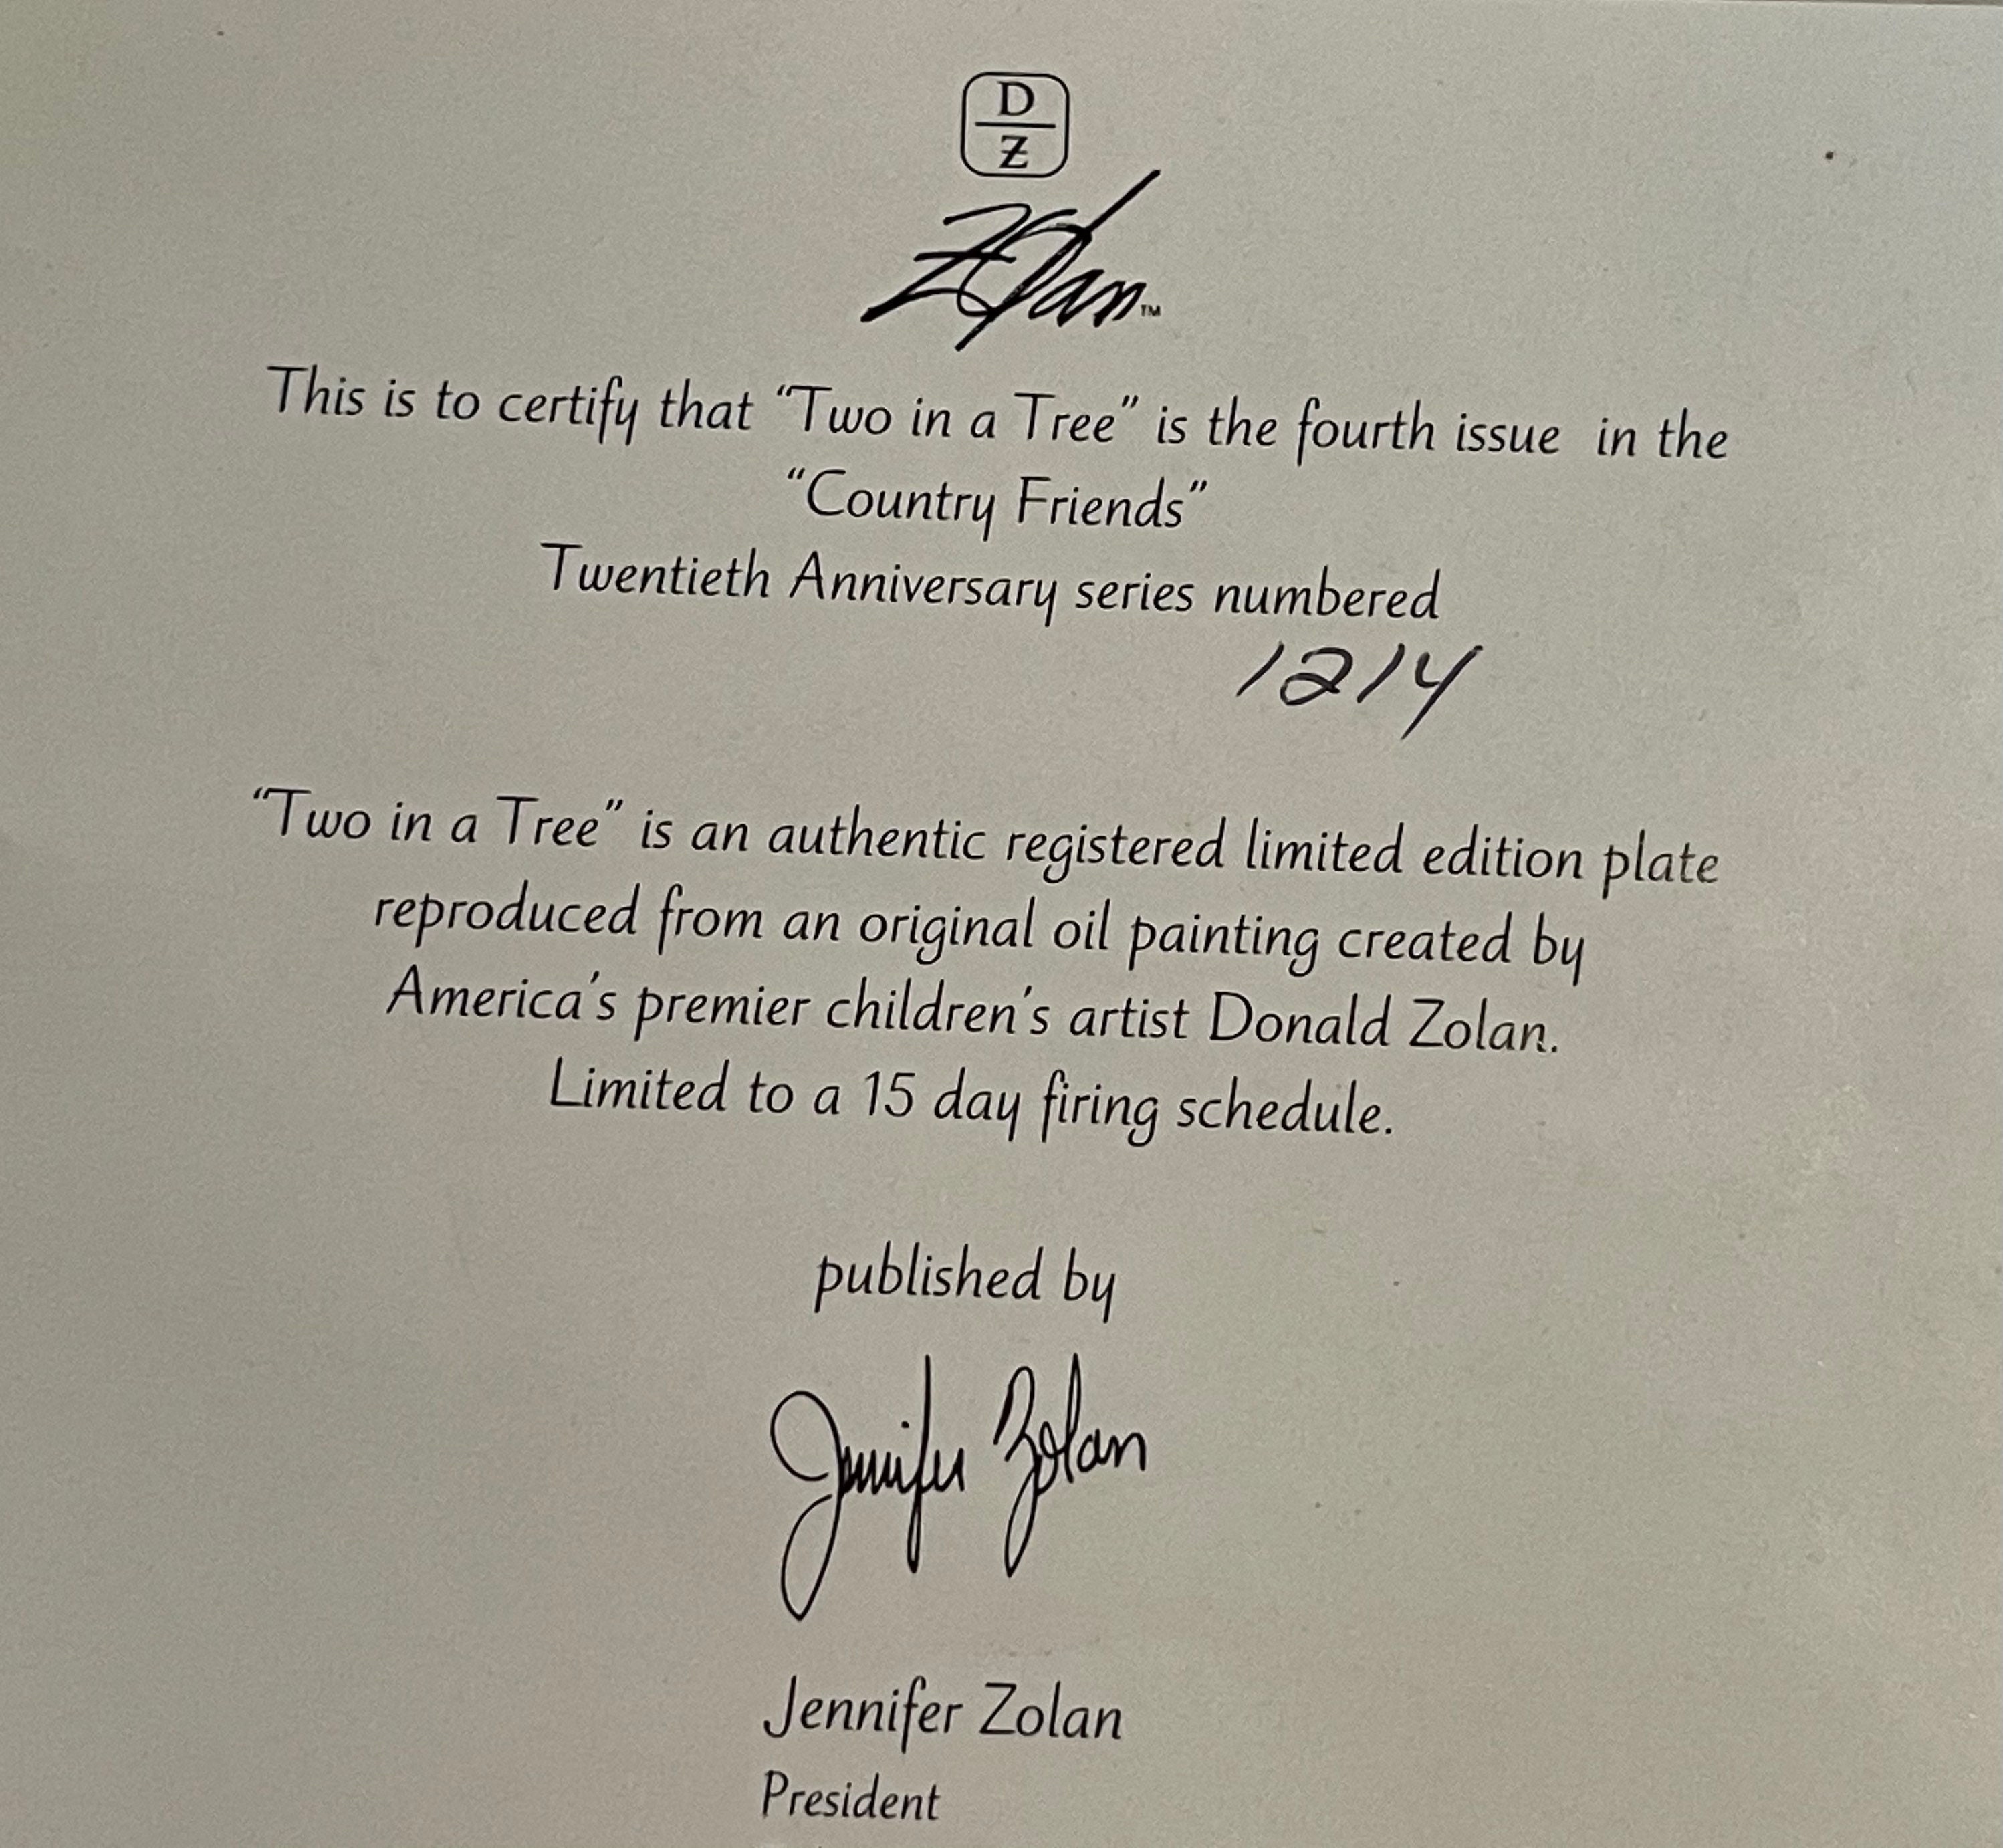 D
Z
Zolan™
This is to certify that “Two in a Tree” is the fourth issue in the
“Country Friends”
Twentieth Anniversary series numbered
1214
“Two in a Tree” is an authentic registered limited edition plate
reproduced from an original oil painting created by
America's premier children's artist Donald Zolan.
Limited to a 15 day firing schedule.
published by
Jennifer Zolan
Jennifer Zolan
President